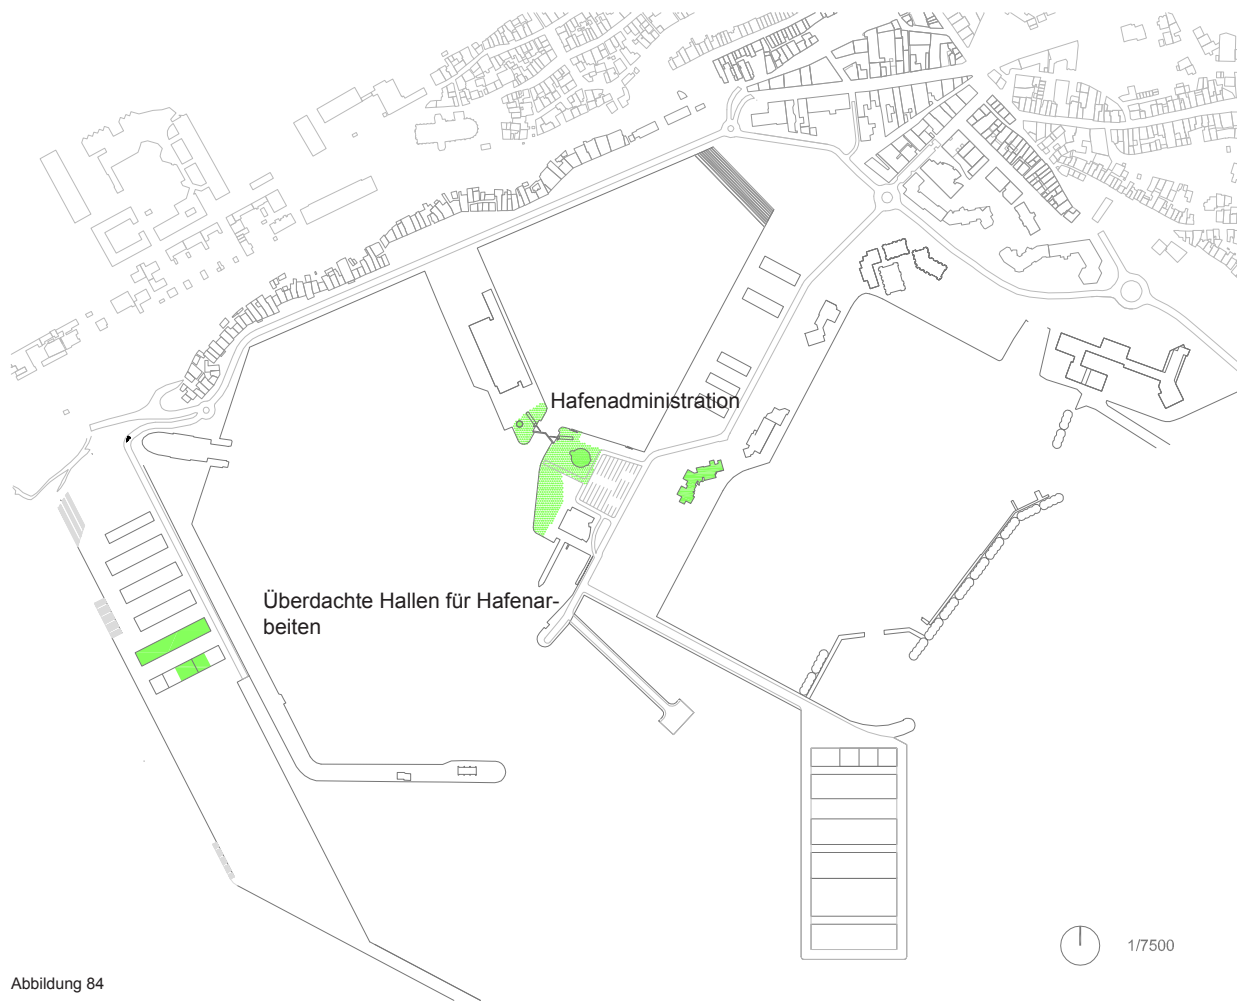 Hafenadministration
Überdachte Hallen für Hafenar-
beiten
1/7500
Abbildung 84